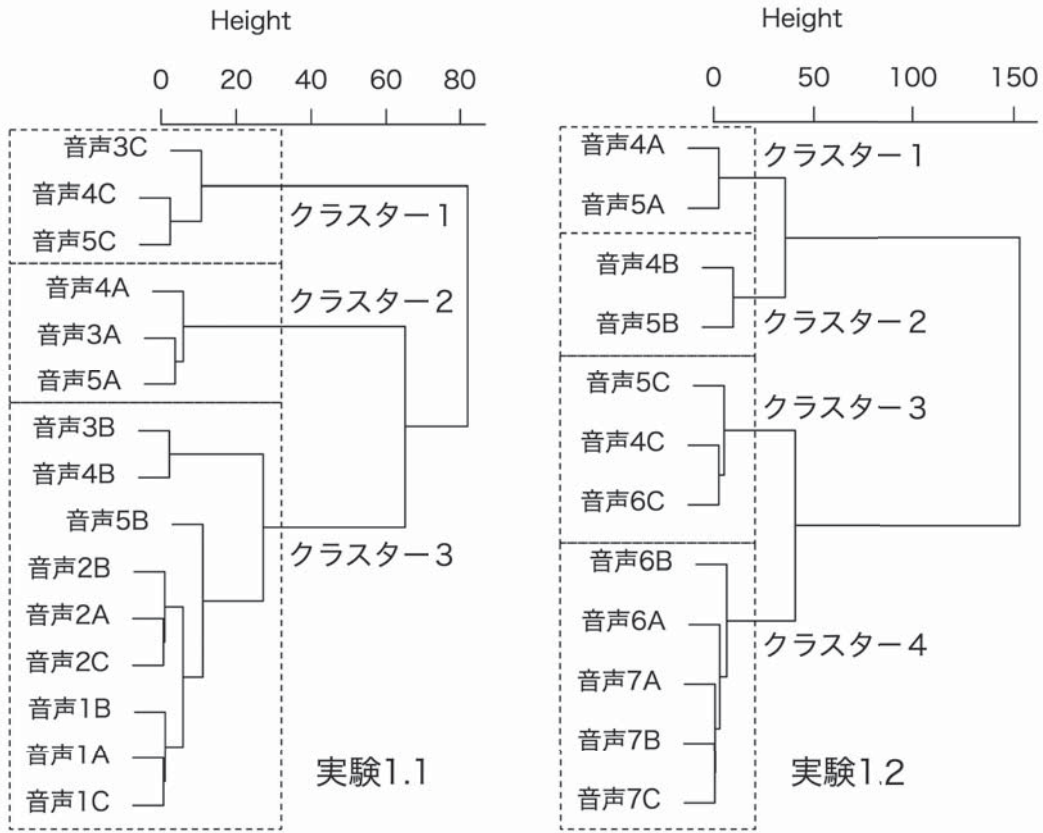 Height
0 20 40 60 80
音声3C
音声4C
音声5C
クラスター1
音声4A
音声3A
音声5A
クラスター2
音声3B
音声4B
音声5B
音声2B
音声2A
音声2C
音声1B
音声1A
音声1C
クラスター3
実験1.1
Height
0 50 100 150
音声4A
音声5A
クラスター1
音声4B
音声5B
クラスター2
音声5C
音声4C
音声6C
クラスター3
音声6B
音声6A
音声7A
音声7B
音声7C
クラスター4
実験1.2